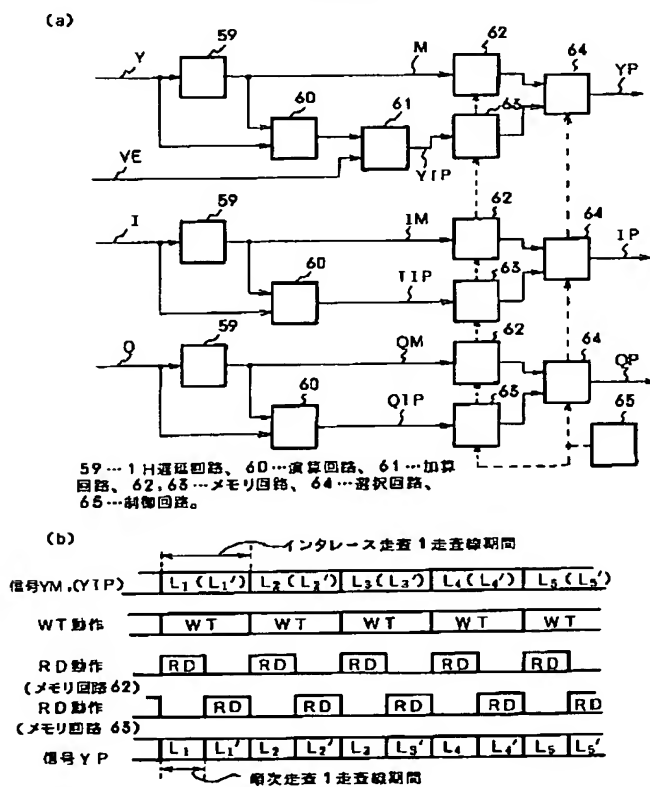 (a)
59
M
62
64
YP
Y
60
61
63
VE
YIP
59
62
64
I
IM
IP
60
63
IIP
62
59
64
Q
QM
QP
60
63
QIP
65
59…1H遅延回路、60…演算回路、61…加算
回路、62,63…メモリ回路、64…選択回路、
65…制御回路。
(b)
インタレース走査1走査線期間
信号YM,(YIP) L1(L1') L2(L2') L3(L3') L4(L4') L5(L5')
WT動作 WT WT WT WT WT
RD動作 RD RD RD RD RD
(メモリ回路62)
RD動作 RD RD RD RD RD
(メモリ回路63)
信号YP L1 L1' L2 L2' L3 L3' L4 L4' L5 L5'
順次走査1走査線期間